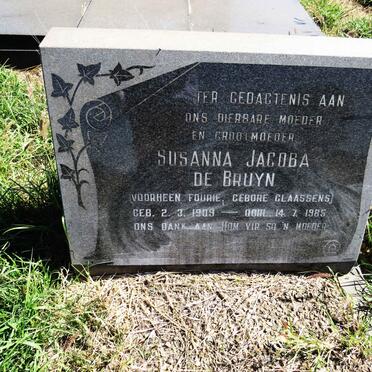 TER GEDAGTENIS AAN
ONS DIERBARE MOEDER
EN GROOTMOEDER
SUSANNA JACOBA
DE BRUYN
(VOORHEEN FOURIE, GEBORE CLAASSENS)
GEB. 2. 3. 1909 — OORL. 14. 7. 1985
ONS DANK AAN HOM VIR SO 'N MOEDER